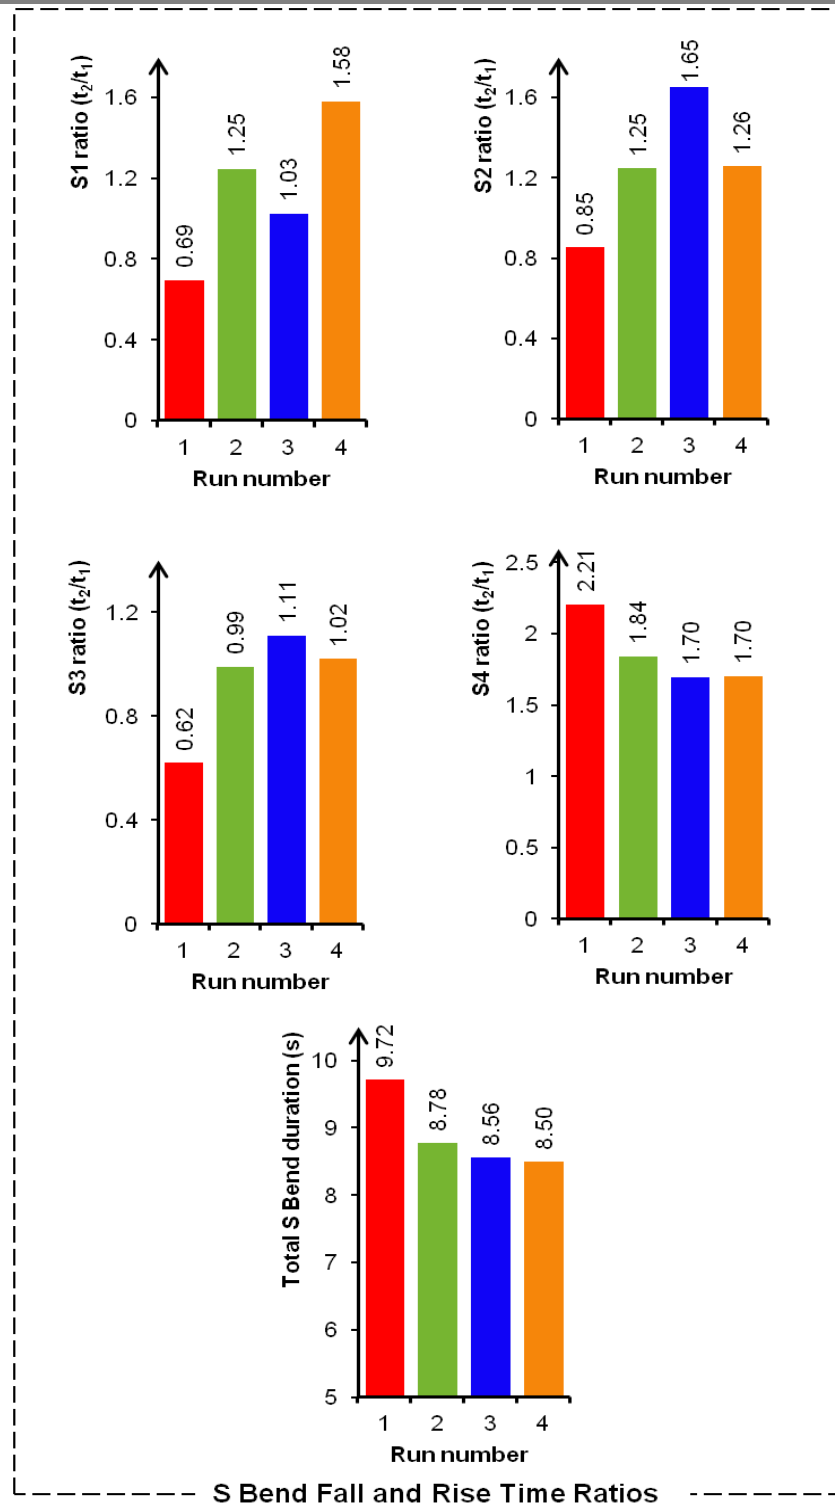 S1 ratio (t₂/t₁)
1.6
1.2
0.8
0.4
0
0.69
1.25
1.03
1.58
1 2 3 4
Run number
S2 ratio (t₂/t₁)
1.6
1.2
0.8
0.4
0
0.85
1.25
1.65
1.26
1 2 3 4
Run number
S3 ratio (t₂/t₁)
1.2
0.8
0.4
0
0.62
0.99
1.11
1.02
1 2 3 4
Run number
S4 ratio (t₂/t₁)
2.5
2
1.5
1
0.5
0
2.21
1.84
1.70
1.70
1 2 3 4
Run number
Total S Bend duration (s)
10
9
8
7
6
5
9.72
8.78
8.56
8.50
1 2 3 4
Run number
S Bend Fall and Rise Time Ratios